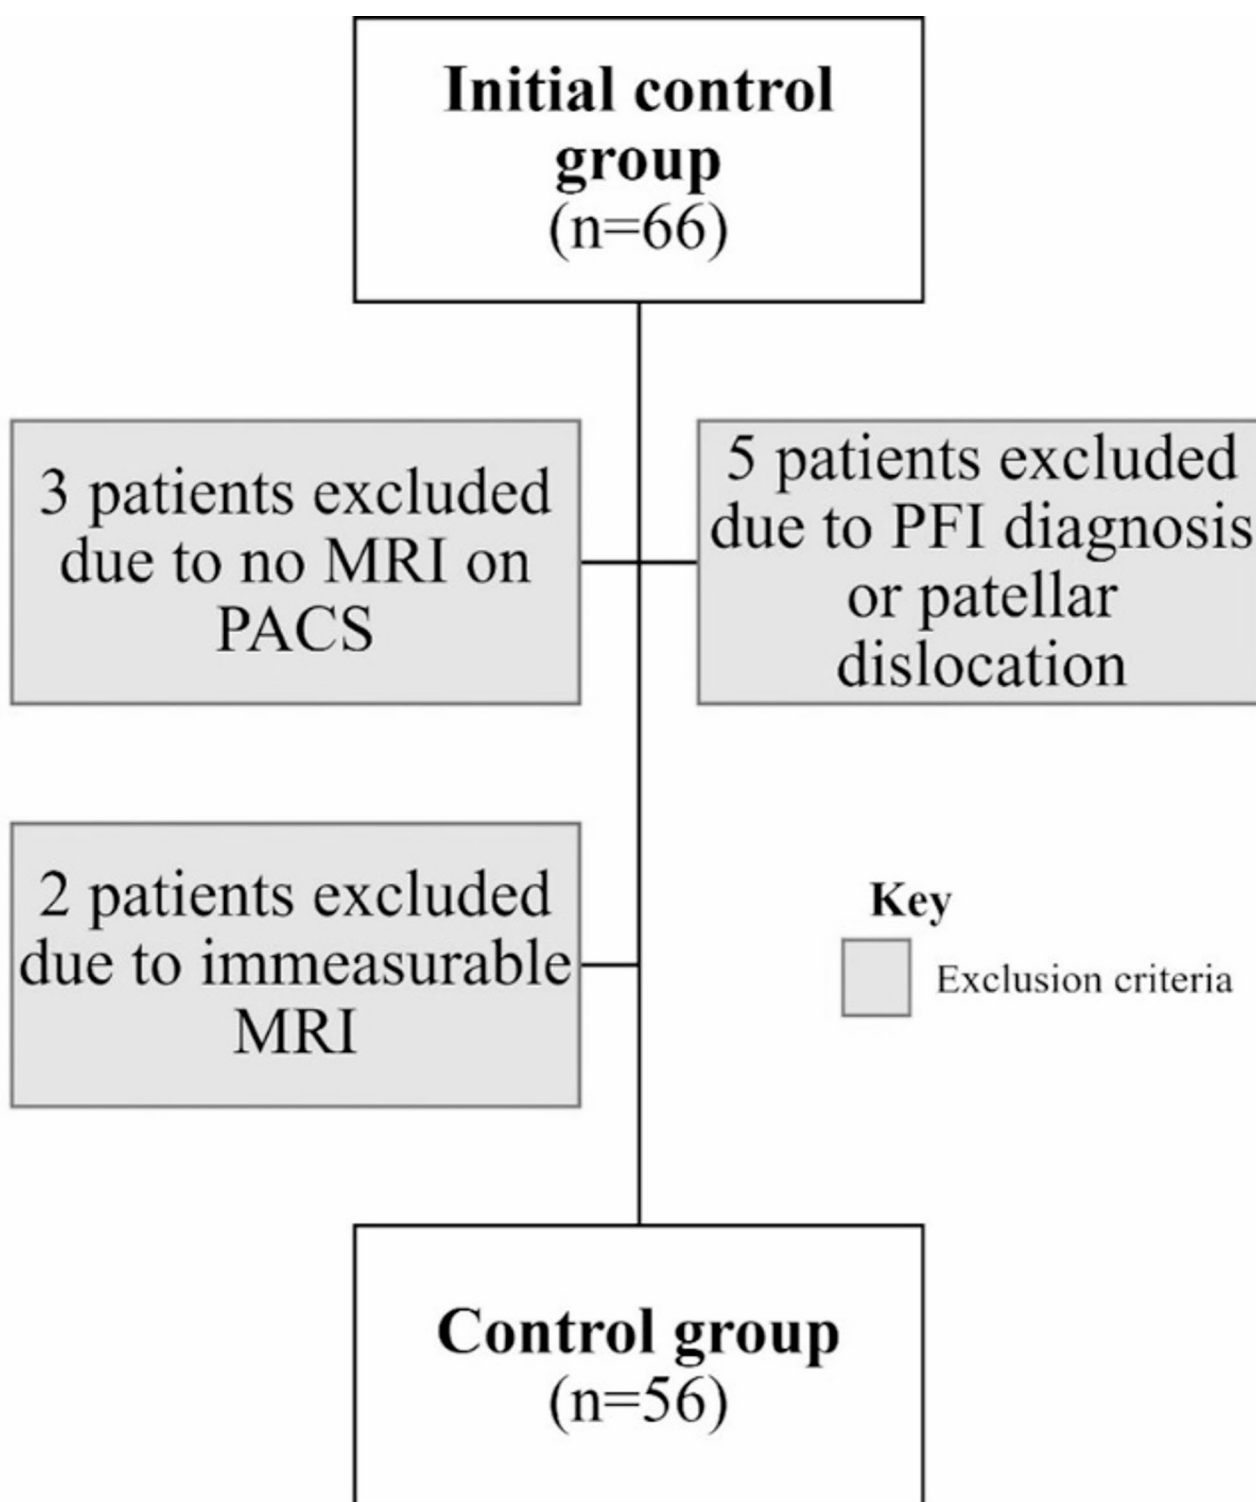 Initial control
group
(n=66)
3 patients excluded
due to no MRI on
PACS
5 patients excluded
due to PFI diagnosis
or patellar
dislocation
2 patients excluded
due to immeasurable
MRI
Key
Exclusion criteria
Control group
(n=56)